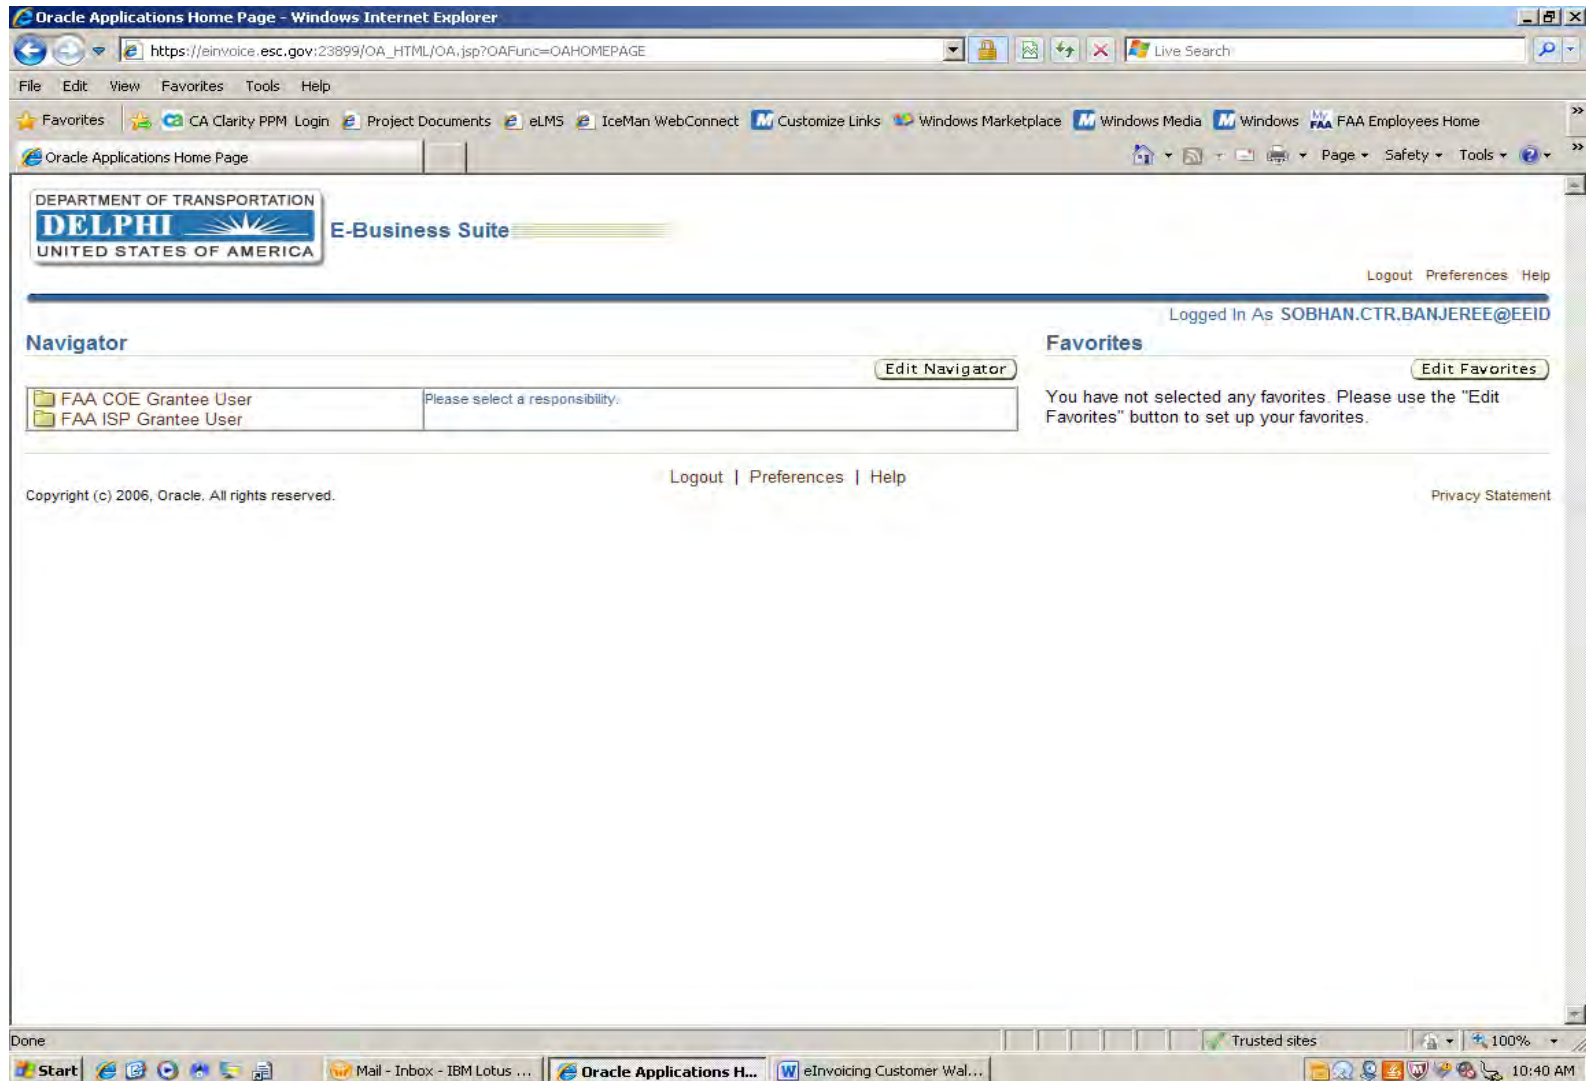 Oracle Applications Home Page - Windows Internet Explorer
https://einvoice.esc.gov:23899/OA_HTML/OA.jsp?OAFunc=OAHOMEPAGE
Live Search
File Edit View Favorites Tools Help
Favorites CA Clarity PPM Login Project Documents eLMS IceMan WebConnect Customize Links Windows Marketplace Windows Media Windows FAA FAA Employees Home
Oracle Applications Home Page
Page Safety Tools
DEPARTMENT OF TRANSPORTATION
DELPHI
UNITED STATES OF AMERICA
E-Business Suite
Logout Preferences Help
Logged In As SOBHAN.CTR.BANJEREE@EEID
Navigator
Edit Navigator
FAA COE Grantee User
FAA ISP Grantee User
Please select a responsibility.
Favorites
Edit Favorites
You have not selected any favorites. Please use the "Edit
Favorites" button to set up your favorites.
Logout | Preferences | Help
Copyright (c) 2006, Oracle. All rights reserved.
Privacy Statement
Done
Trusted sites
100%
Start
Mail - Inbox - IBM Lotus ...
Oracle Applications H...
eInvoicing Customer Wal...
10:40 AM